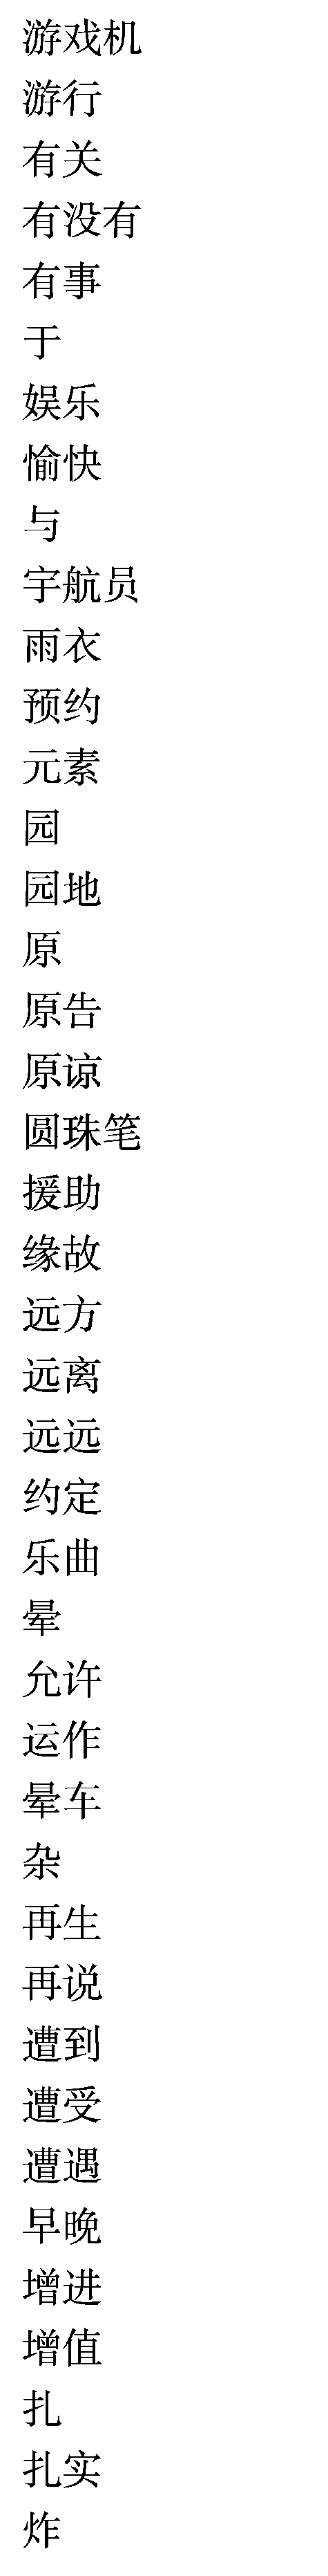 游戏机
游行
有关
有没有
有事
于
娱乐
愉快
与
宇航员
雨衣
预约
元素
园
园地
原
原告
原谅
圆珠笔
援助
缘故
远方
远离
远远
约定
乐曲
晕
允许
运作
晕车
杂
再生
再说
遭到
遭受
遭遇
早晚
增进
增值
扎
扎实
炸